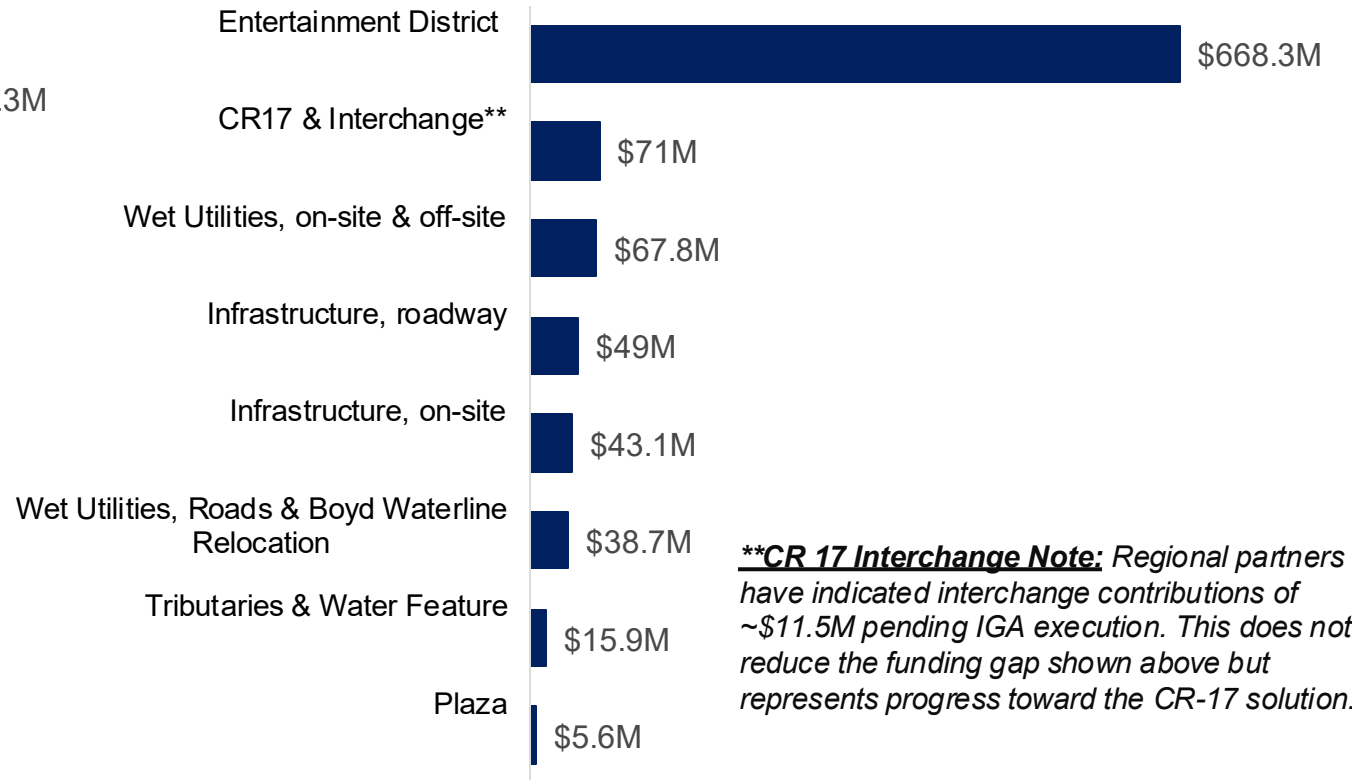 Entertainment District
$668.3M
.3M
CR17 & Interchange**
$71M
Wet Utilities, on-site & off-site
$67.8M
Infrastructure, roadway
$49M
Infrastructure, on-site
$43.1M
Wet Utilities, Roads & Boyd Waterline
Relocation
$38.7M
Tributaries & Water Feature
$15.9M
Plaza
$5.6M
**CR 17 Interchange Note: Regional partners
have indicated interchange contributions of
~$11.5M pending IGA execution. This does not
reduce the funding gap shown above but
represents progress toward the CR-17 solution.